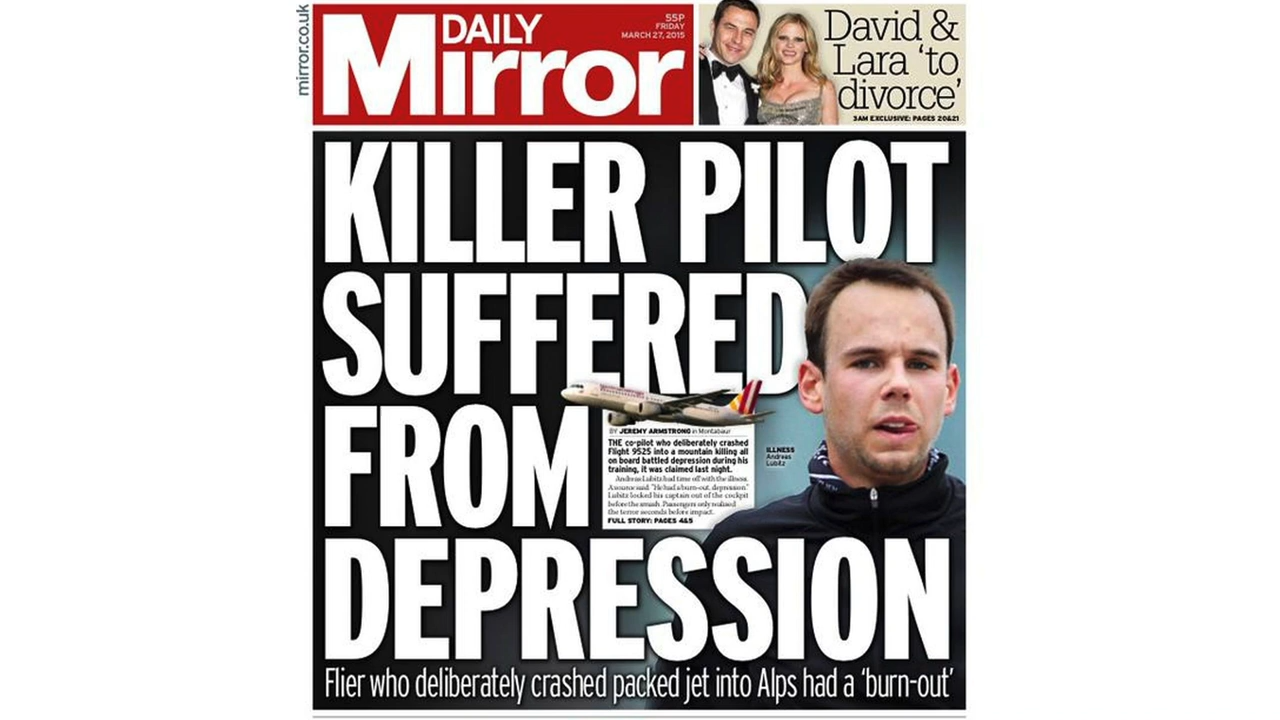 mirror.co.uk
DAILY
Mirror
55P
FRIDAY
MARCH 27, 2015
David &
Lara ‘to
divorce’
3AM EXCLUSIVE: PAGES 20&21
KILLER PILOT
SUFFERED
FROM
DEPRESSION
BY JEREMY ARMSTRONG in Montabaur
THE co-pilot who deliberately crashed
Flight 9525 into a mountain killing all
on board battled depression during his
training, it was claimed last night.
Andreas Lubitz had time off with the illness.
A source said: "He had a burn-out, depression."
Lubitz locked his captain out of the cockpit
before the smash. Passengers only realised
the terror seconds before impact.
FULL STORY: PAGES 4&5
ILLNESS
Andreas
Lubitz
Flier who deliberately crashed packed jet into Alps had a ‘burn-out’